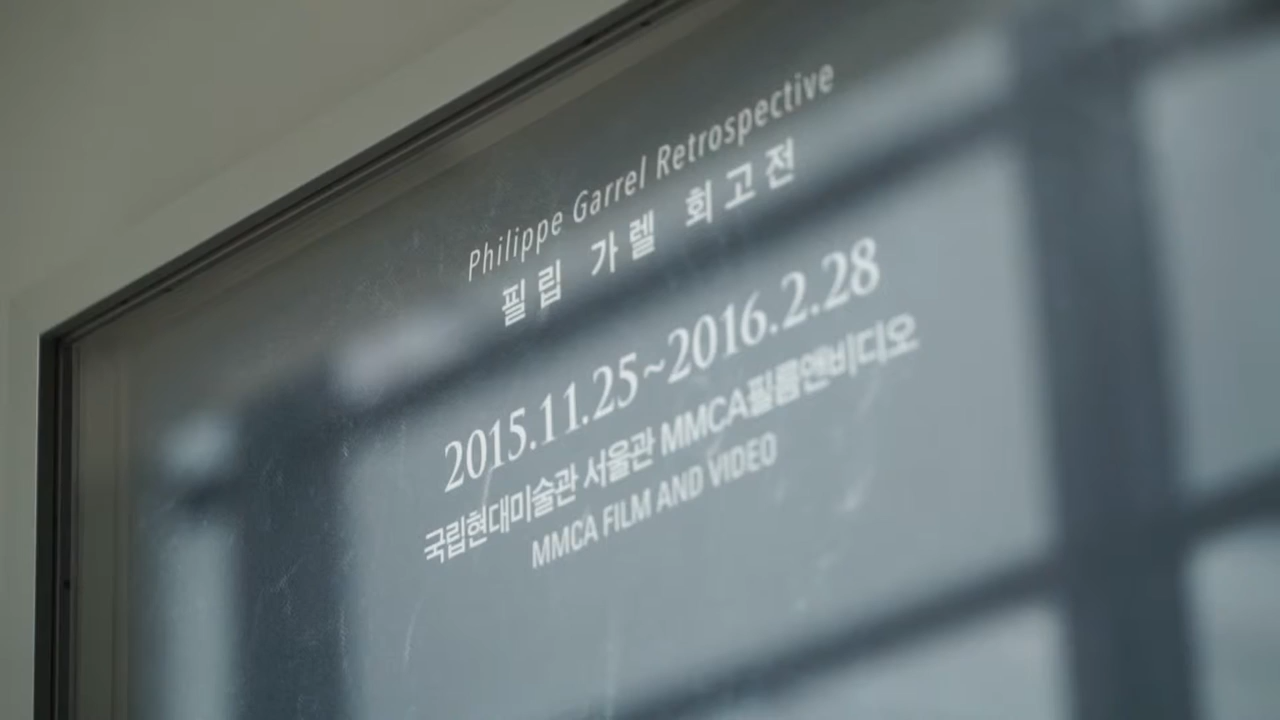 Philippe Garrel Retrospective
필립 가렐 회고전
2015.11.25~2016.2.28
국립현대미술관 서울관 MMCA필름앤비디오
MMCA FILM AND VIDEO